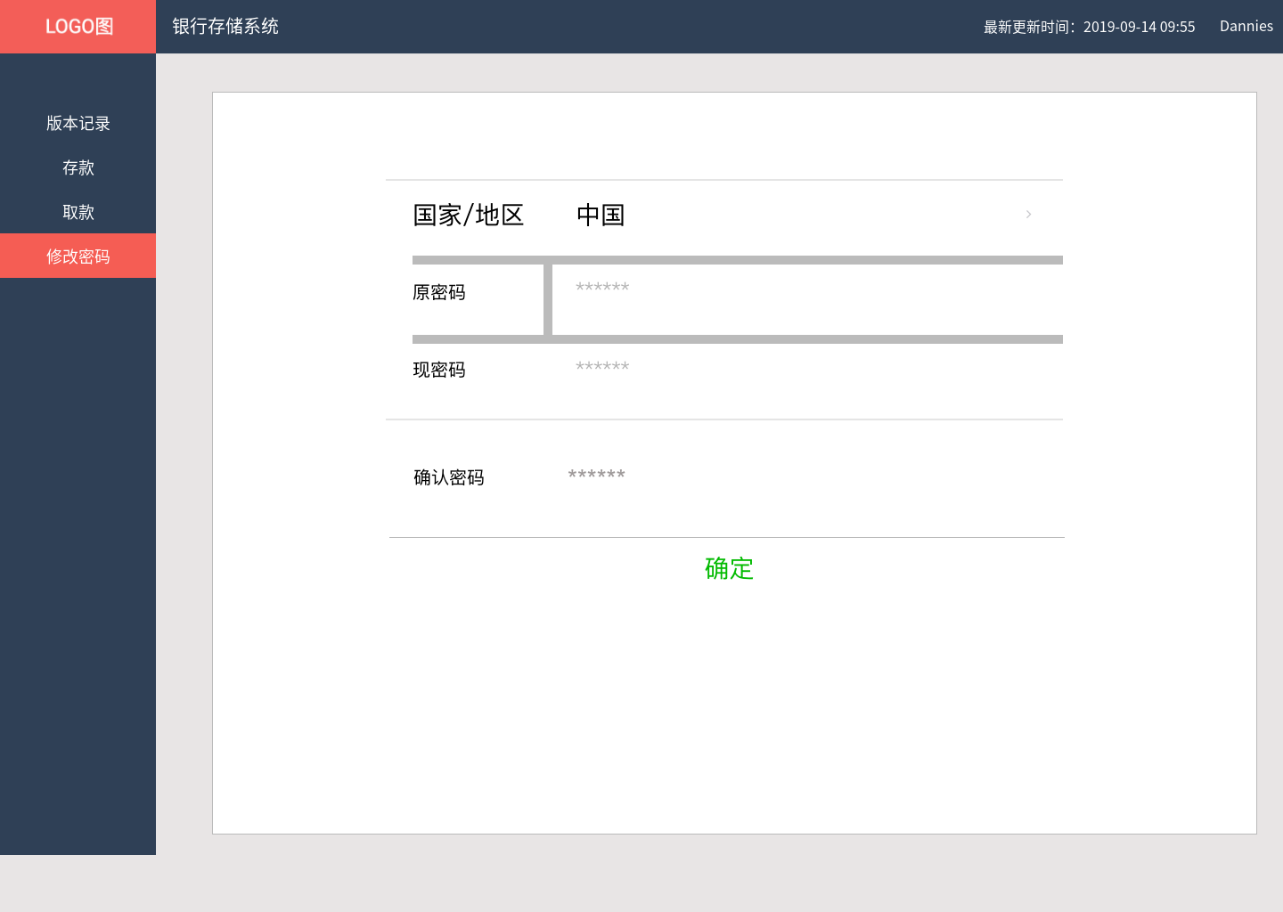 LOGO图
银行存储系统
最新更新时间：2019-09-14 09:55
Dannies
版本记录
存款
取款
修改密码
国家/地区 中国
原密码 ******
现密码 ******
确认密码 ******
确定